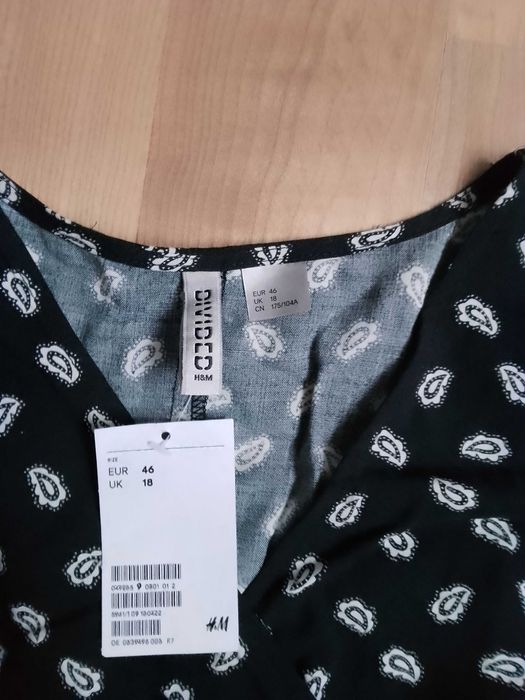 DIVIDED
H&M
EUR 46
UK 18
CN 175/104A
SIZE
EUR 46
UK 18
H&M